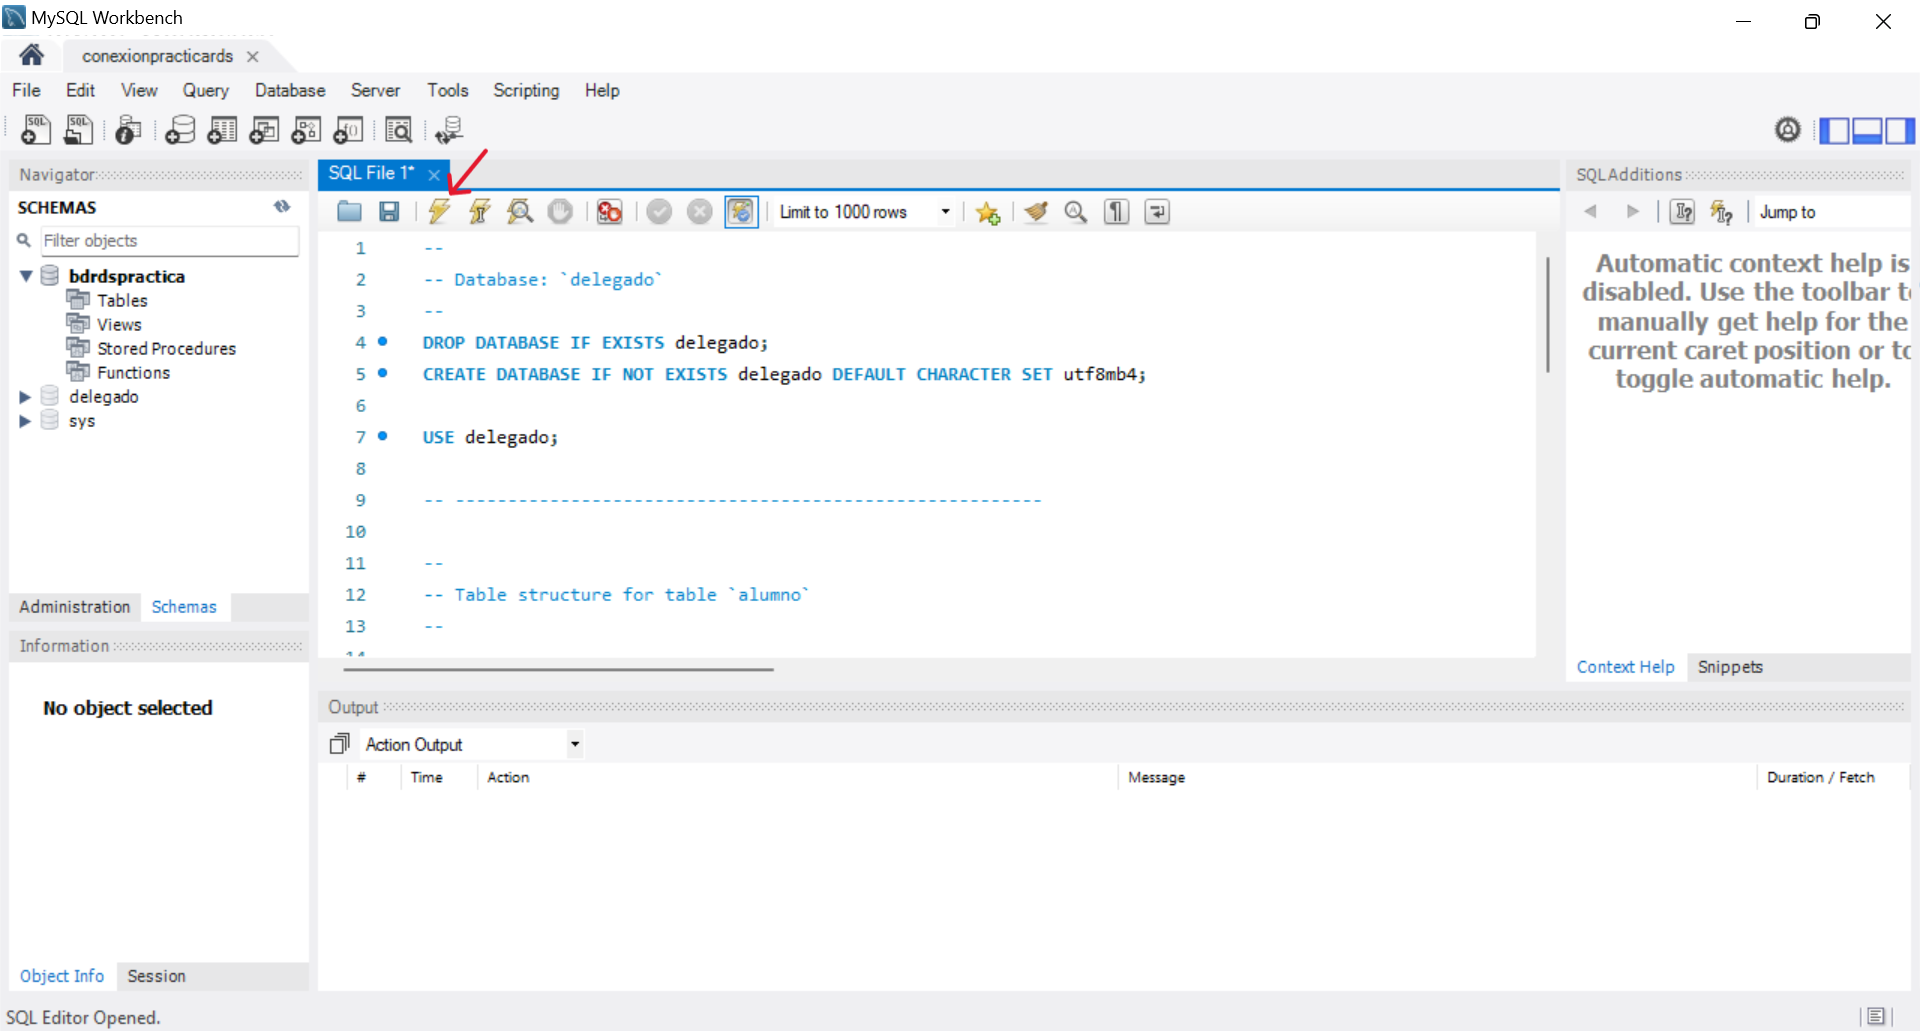 MySQL Workbench
conexionpracticards
File Edit View Query Database Server Tools Scripting Help
Navigator
SCHEMAS
Filter objects
bdrdspractica
Tables
Views
Stored Procedures
Functions
delegado
sys
Administration Schemas
Information
No object selected
Object Info Session
SQL File 1*
Limit to 1000 rows
1 --
2 -- Database: `delegado`
3 --
4 DROP DATABASE IF EXISTS delegado;
5 CREATE DATABASE IF NOT EXISTS delegado DEFAULT CHARACTER SET utf8mb4;
6
7 USE delegado;
8
9 -- --------------------------------------------------------
10
11 --
12 -- Table structure for table `alumno`
13 --
14
Output
Action Output
# Time Action Message Duration / Fetch
SQLAdditions
Jump to
Automatic context help is
disabled. Use the toolbar
manually get help for the
current caret position or
toggle automatic help.
Context Help Snippets
SQL Editor Opened.